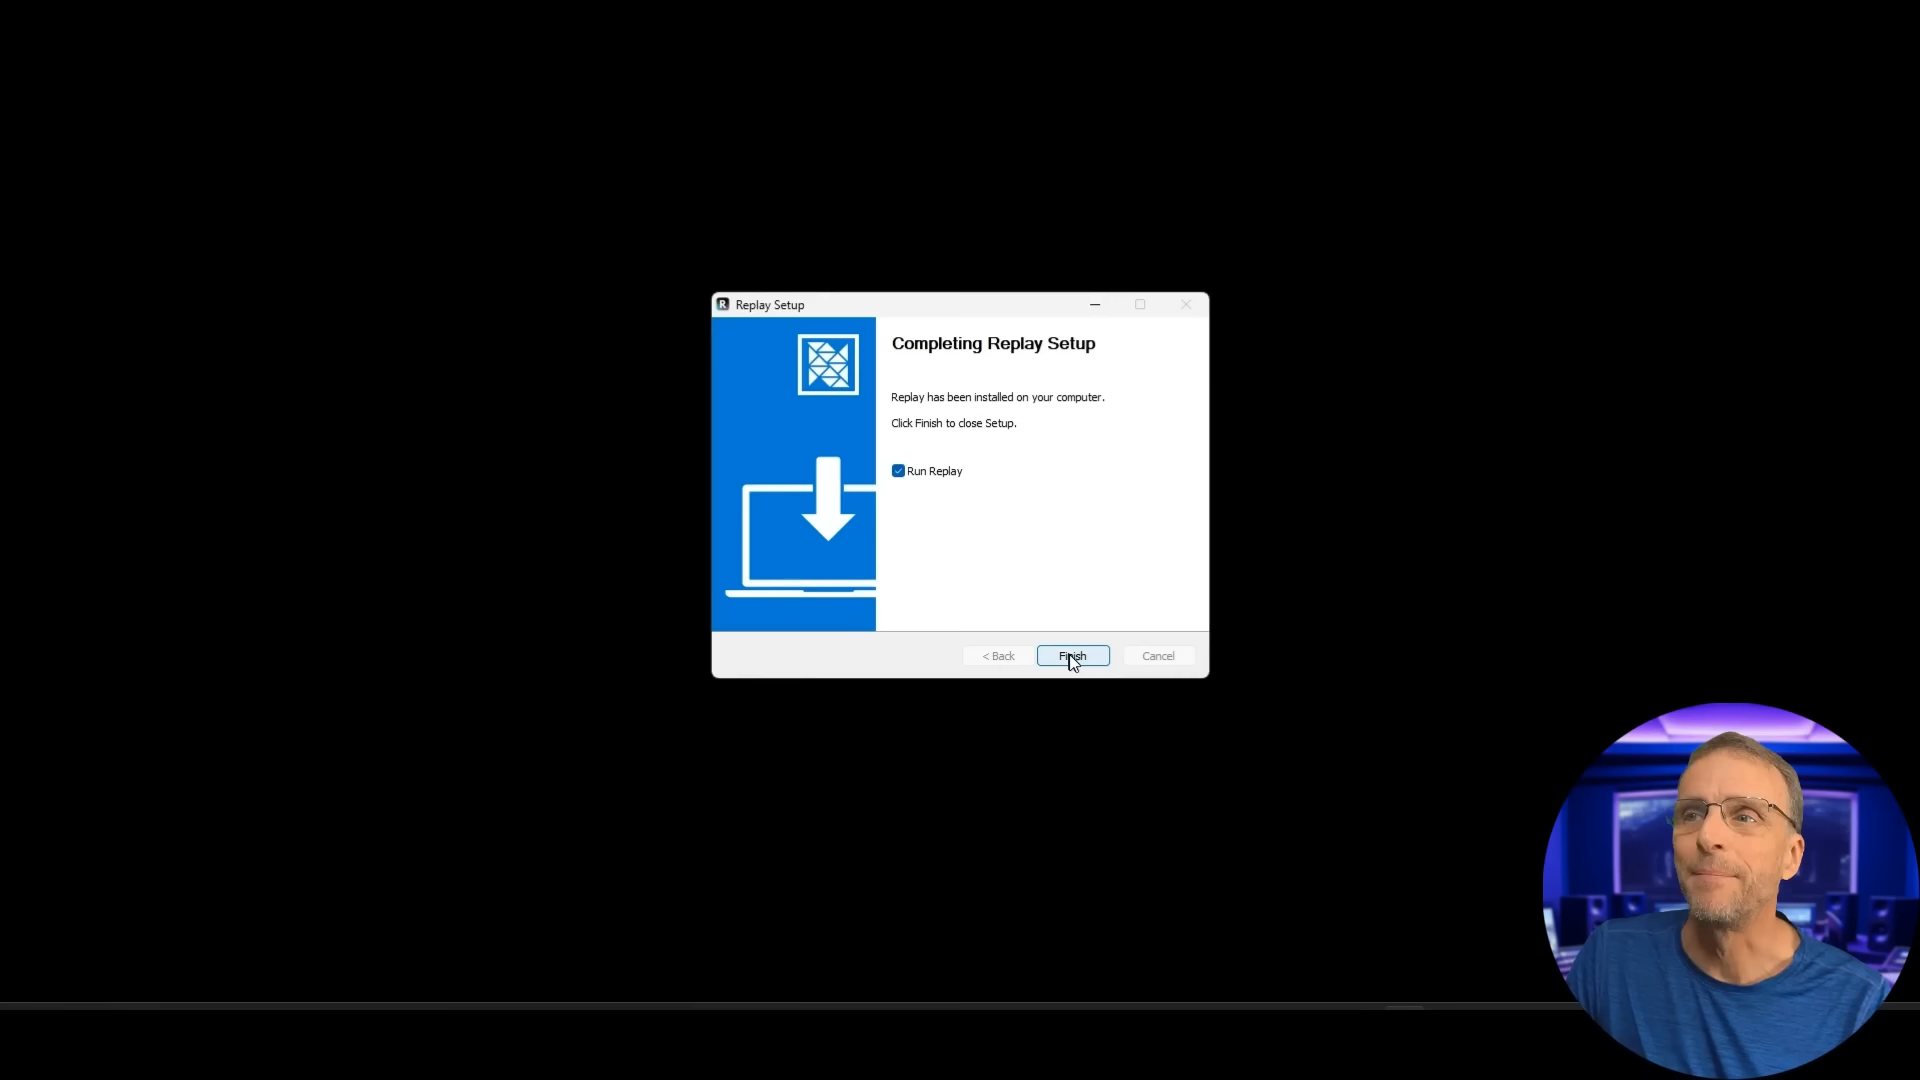 R Replay Setup
Completing Replay Setup
Replay has been installed on your computer.
Click Finish to close Setup.
Run Replay
< Back
Finish
Cancel